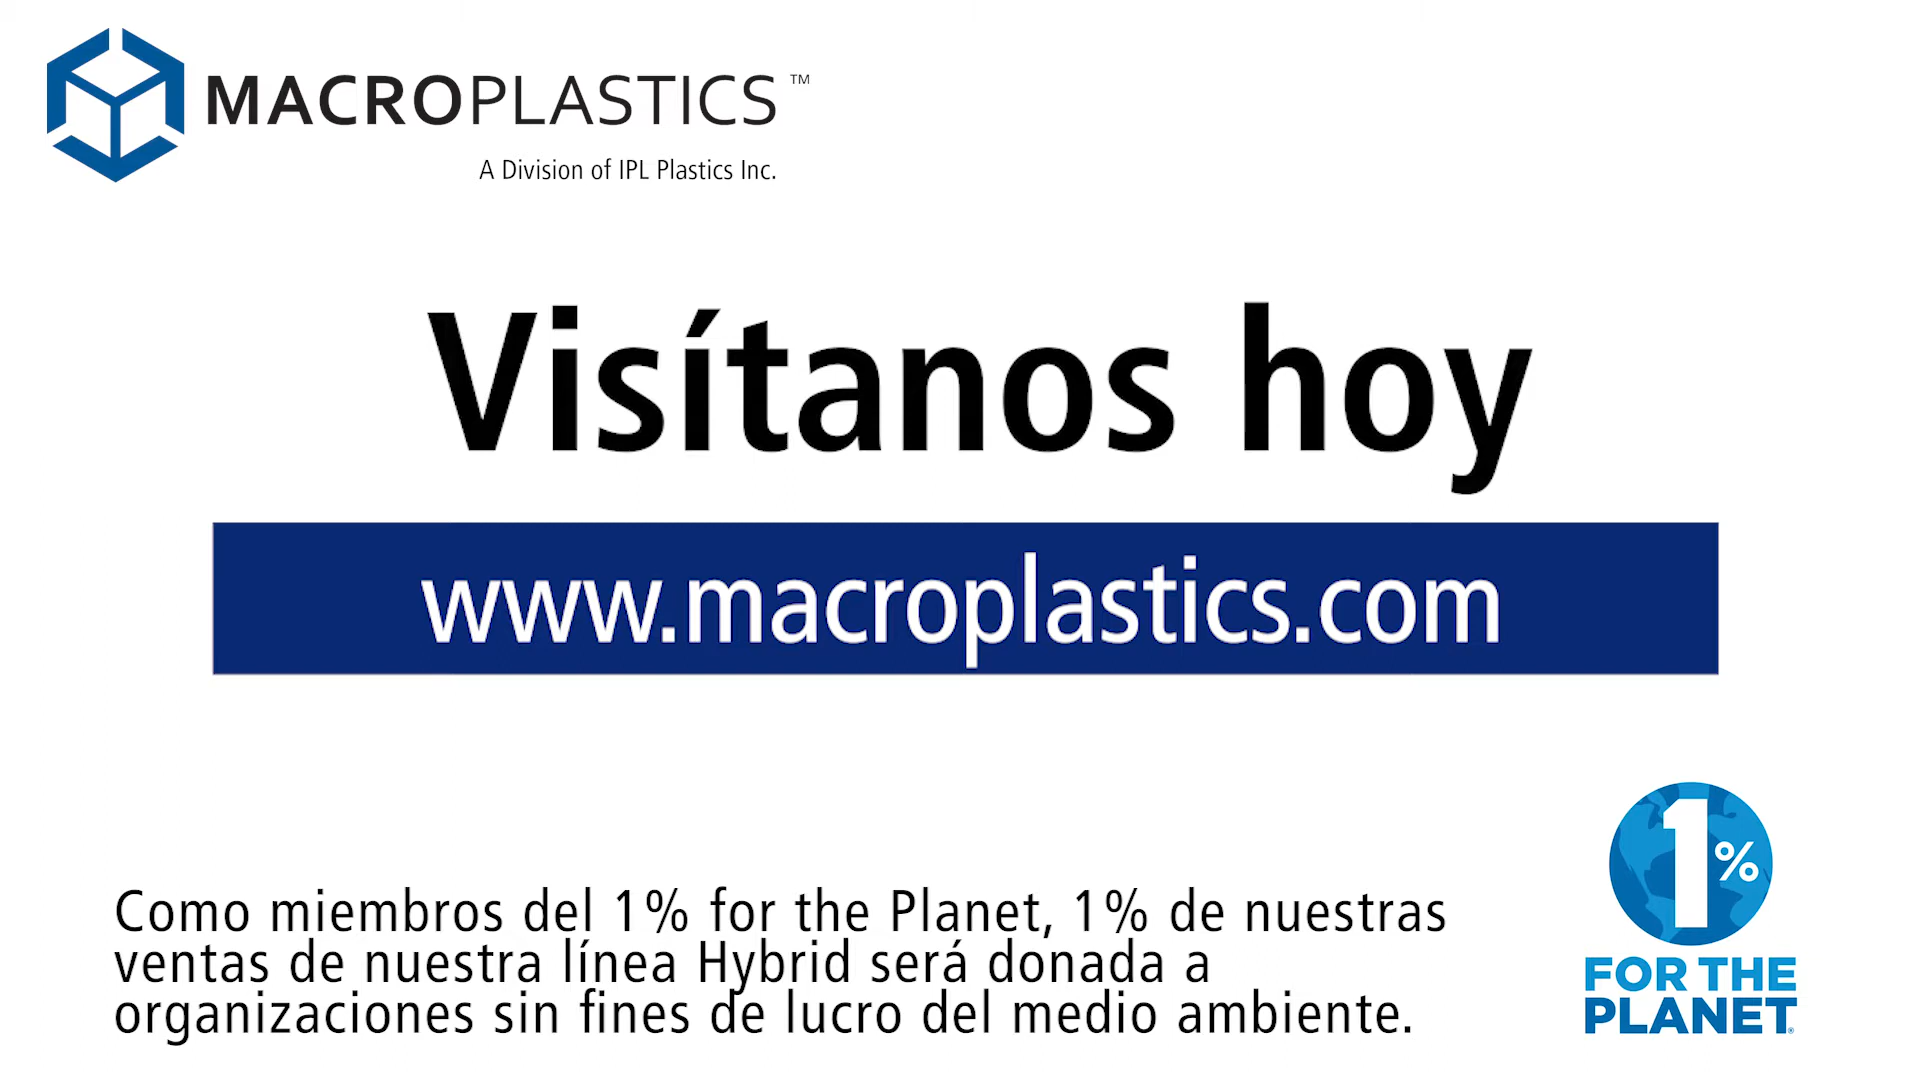 MACROPLASTICS™
A Division of IPL Plastics Inc.
Visítanos hoy
www.macroplastics.com
Como miembros del 1% for the Planet, 1% de nuestras
ventas de nuestra línea Hybrid será donada a
organizaciones sin fines de lucro del medio ambiente.
1%
FOR THE
PLANET®